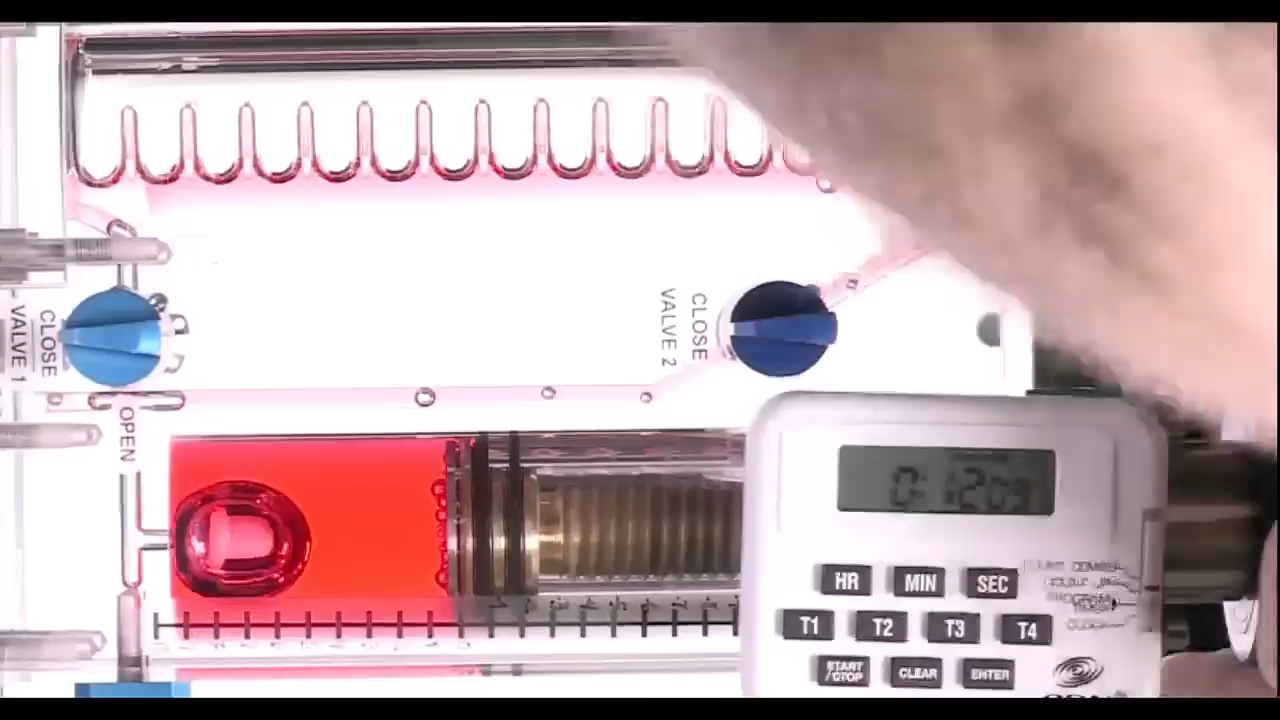 CLOSE
VALVE 1
OPEN
CLOSE
VALVE 2
0:12 09
HR MIN SEC
T1 T2 T3 T4
START
/STOP
CLEAR ENTER